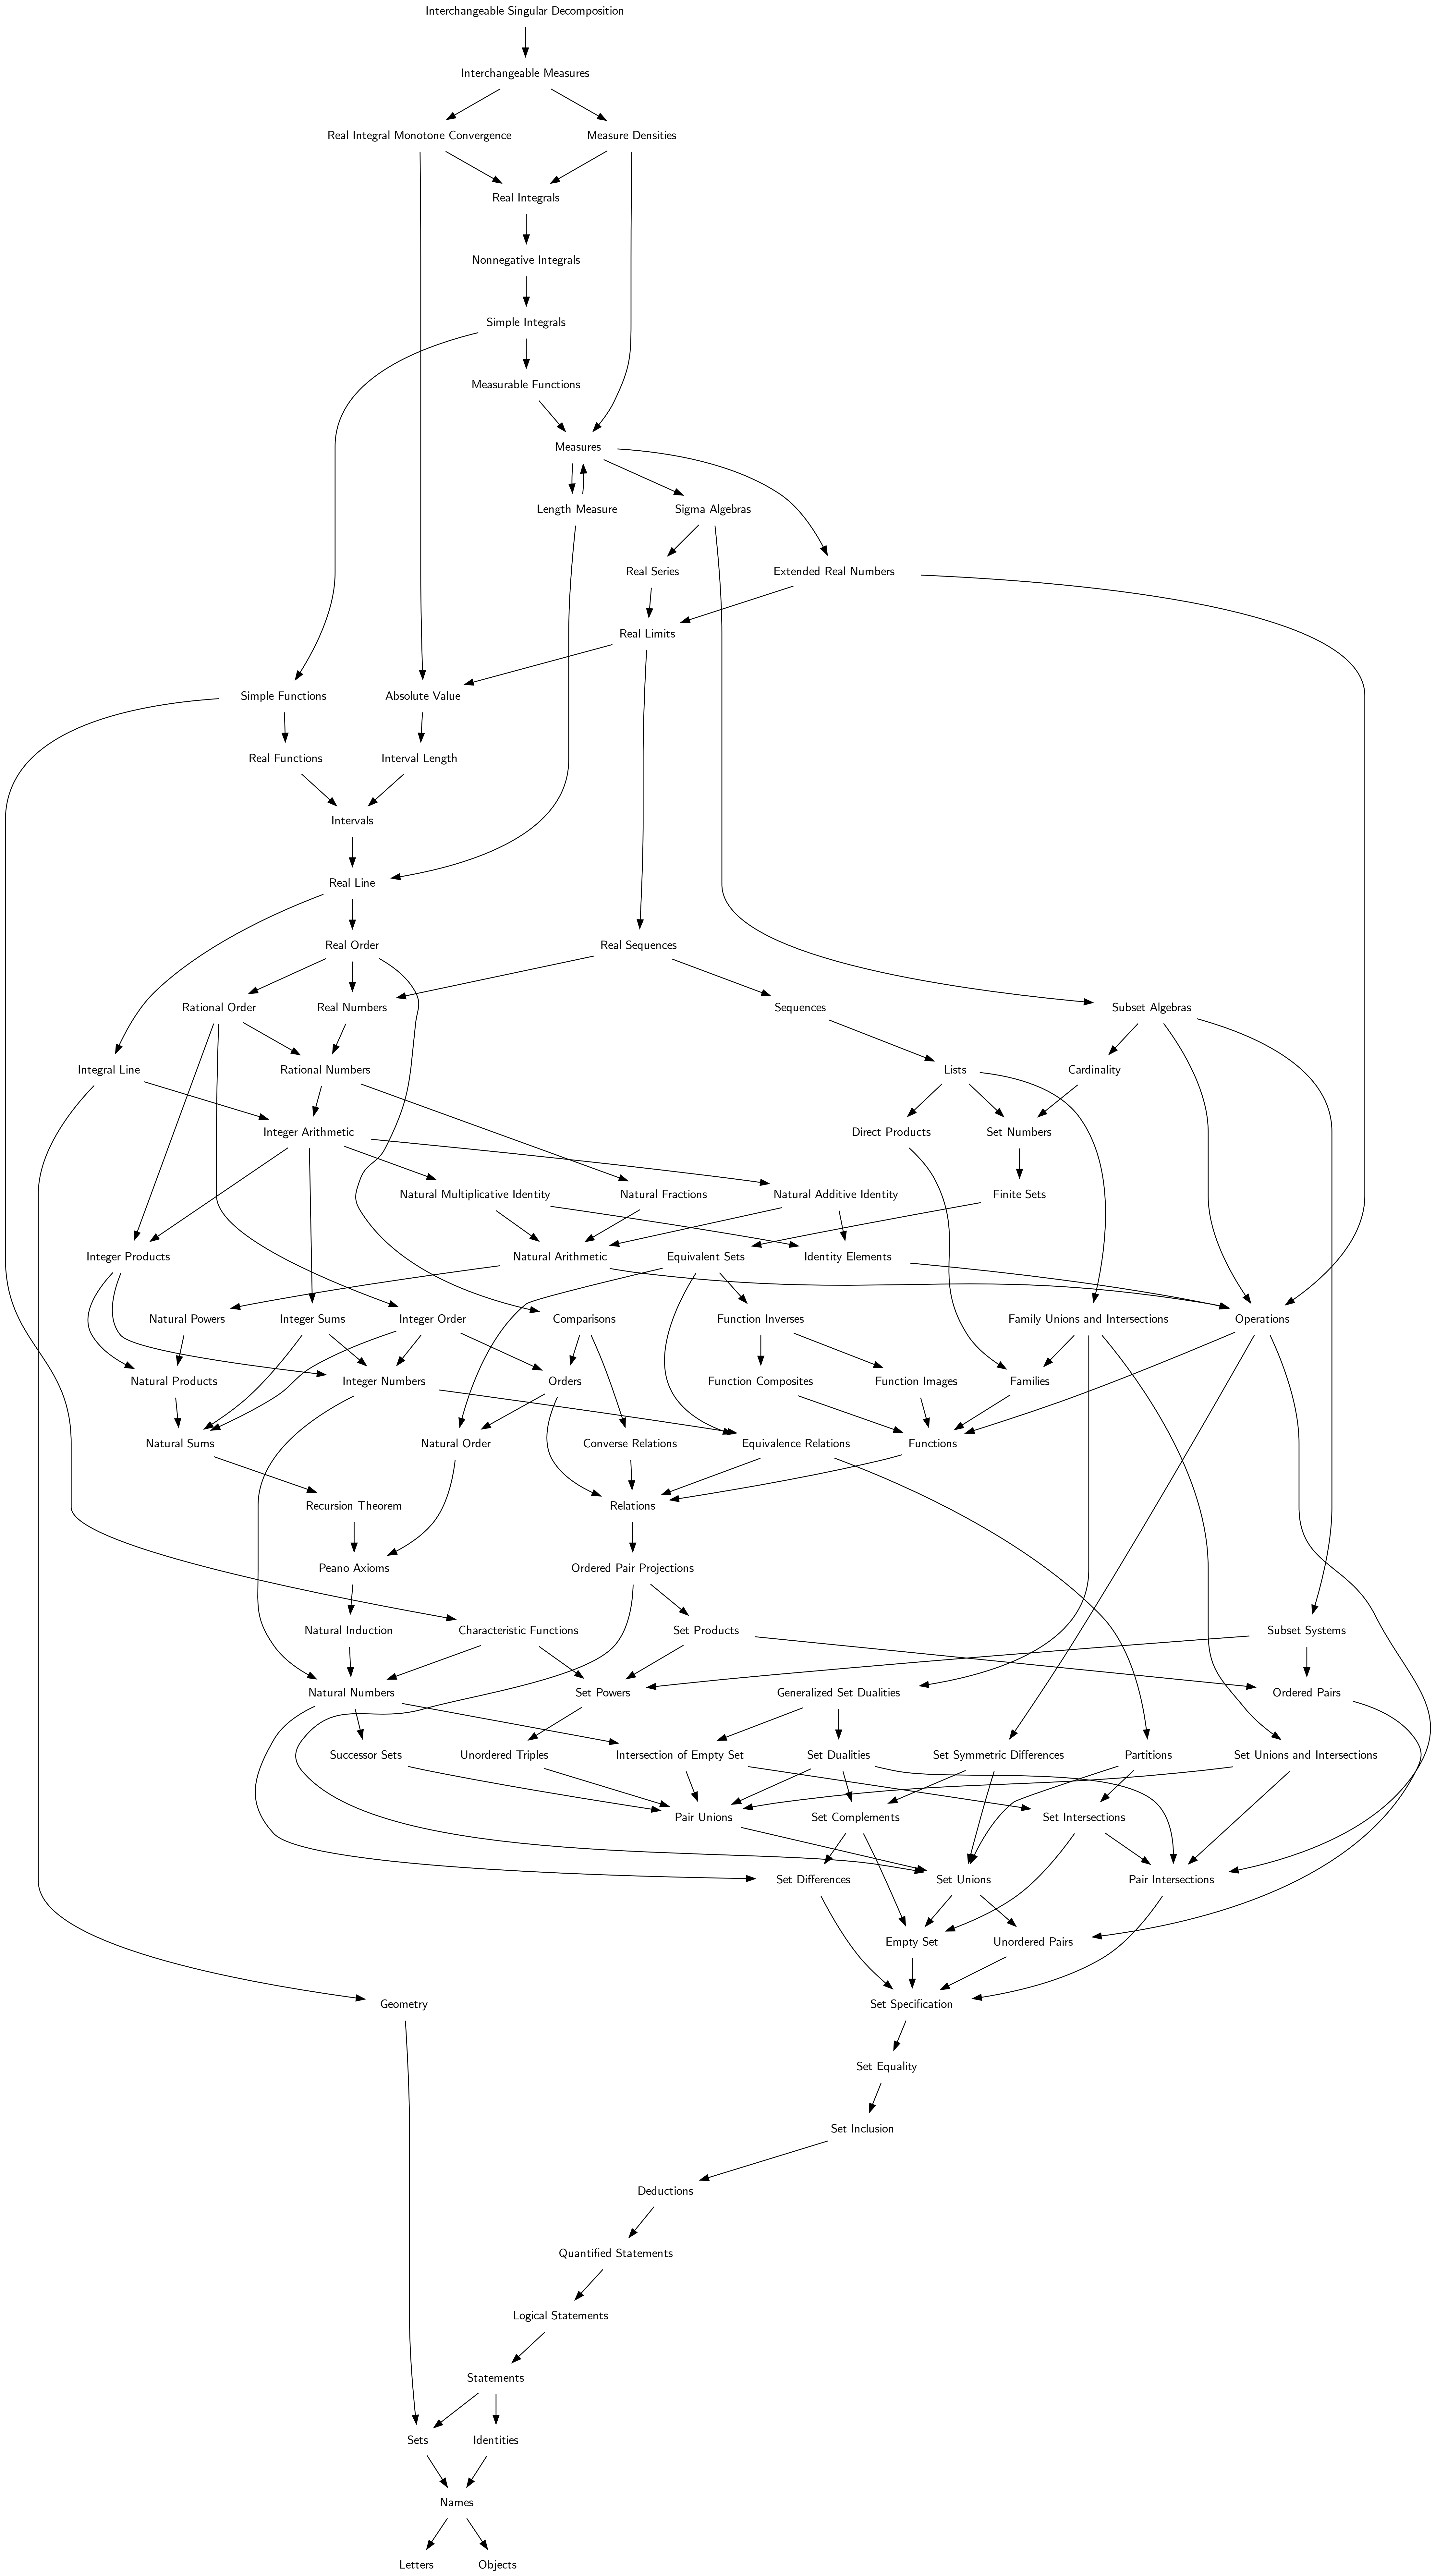 Interchangeable Singular Decomposition
Interchangeable Measures
Real Integral Monotone Convergence
Measure Densities
Real Integrals
Nonnegative Integrals
Simple Integrals
Measurable Functions
Measures
Length Measure
Sigma Algebras
Real Series
Extended Real Numbers
Real Limits
Simple Functions
Absolute Value
Real Functions
Interval Length
Intervals
Real Line
Real Order
Real Sequences
Rational Order
Real Numbers
Sequences
Subset Algebras
Integral Line
Rational Numbers
Lists
Cardinality
Integer Arithmetic
Direct Products
Set Numbers
Natural Multiplicative Identity
Natural Fractions
Natural Additive Identity
Finite Sets
Integer Products
Natural Arithmetic
Equivalent Sets
Identity Elements
Natural Powers
Integer Sums
Integer Order
Comparisons
Function Inverses
Family Unions and Intersections
Operations
Natural Products
Integer Numbers
Orders
Function Composites
Function Images
Families
Natural Sums
Natural Order
Converse Relations
Equivalence Relations
Functions
Recursion Theorem
Relations
Peano Axioms
Ordered Pair Projections
Natural Induction
Characteristic Functions
Set Products
Subset Systems
Natural Numbers
Set Powers
Generalized Set Dualities
Ordered Pairs
Successor Sets
Unordered Triples
Intersection of Empty Set
Set Dualities
Set Symmetric Differences
Partitions
Set Unions and Intersections
Pair Unions
Set Complements
Set Intersections
Set Differences
Set Unions
Pair Intersections
Empty Set
Unordered Pairs
Geometry
Set Specification
Set Equality
Set Inclusion
Deductions
Quantified Statements
Logical Statements
Statements
Sets
Identities
Names
Letters
Objects